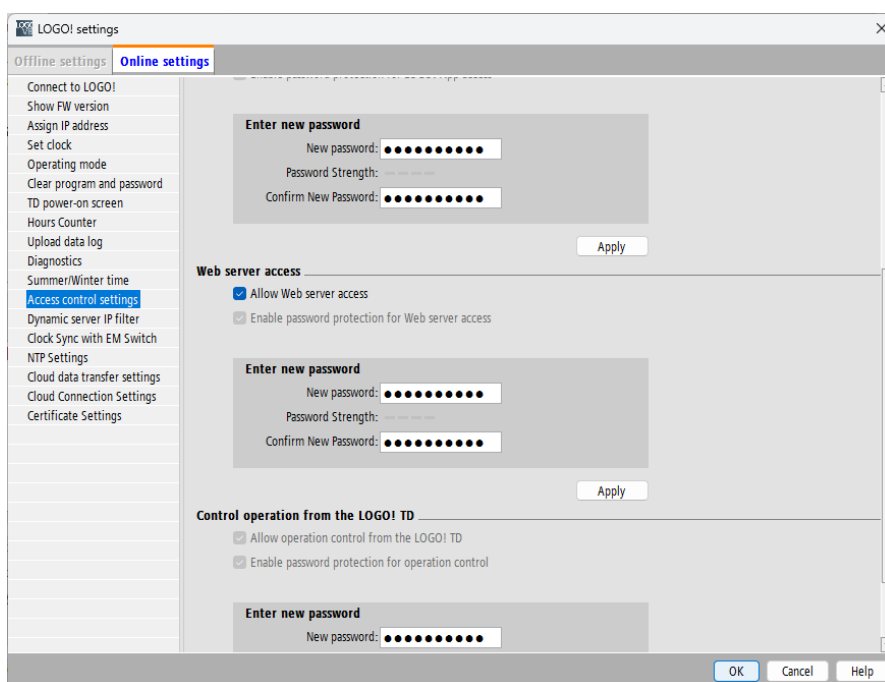 LOGO! settings
Offline settings
Online settings
Connect to LOGO!
Show FW version
Assign IP address
Set clock
Operating mode
Clear program and password
TD power-on screen
Hours Counter
Upload data log
Diagnostics
Summer/Winter time
Access control settings
Dynamic server IP filter
Clock Sync with EM Switch
NTP Settings
Cloud data transfer settings
Cloud Connection Settings
Certificate Settings
Enter new password
New password: ●●●●●●●●●●
Password Strength:
Confirm New Password: ●●●●●●●●●●
Apply
Web server access
Allow Web server access
Enable password protection for Web server access
Enter new password
New password: ●●●●●●●●●●
Password Strength:
Confirm New Password: ●●●●●●●●●●
Apply
Control operation from the LOGO! TD
Allow operation control from the LOGO! TD
Enable password protection for operation control
Enter new password
New password: ●●●●●●●●●●
OK
Cancel
Help